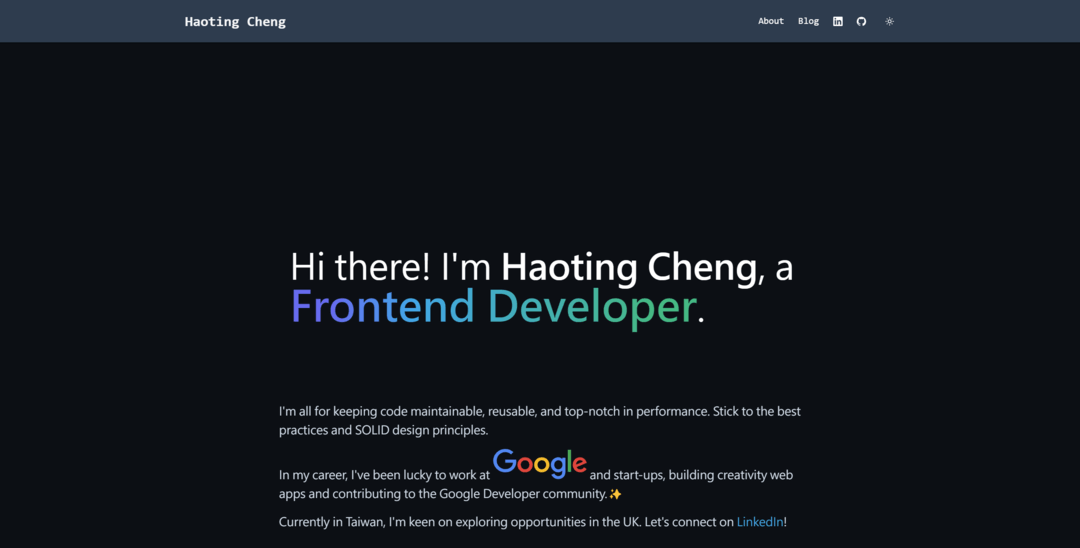 Haoting Cheng
About Blog
Hi there! I'm Haoting Cheng, a
Frontend Developer.
I'm all for keeping code maintainable, reusable, and top-notch in performance. Stick to the best
practices and SOLID design principles.
In my career, I've been lucky to work at Google and start-ups, building creativity web
apps and contributing to the Google Developer community.✨
Currently in Taiwan, I'm keen on exploring opportunities in the UK. Let's connect on LinkedIn!